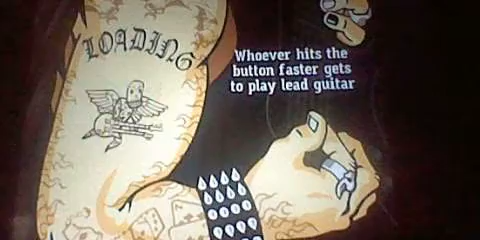 LOADING
Whoever hits the
button faster gets
to play lead guitar